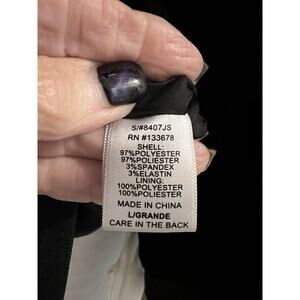 S/#8407JS
RN #133678
SHELL:
97%POLYESTER
97%POLIESTER
3%SPANDEX
3%ELASTIN
LINING:
100%POLYESTER
100%POLIESTER
MADE IN CHINA
L/GRANDE
CARE IN THE BACK